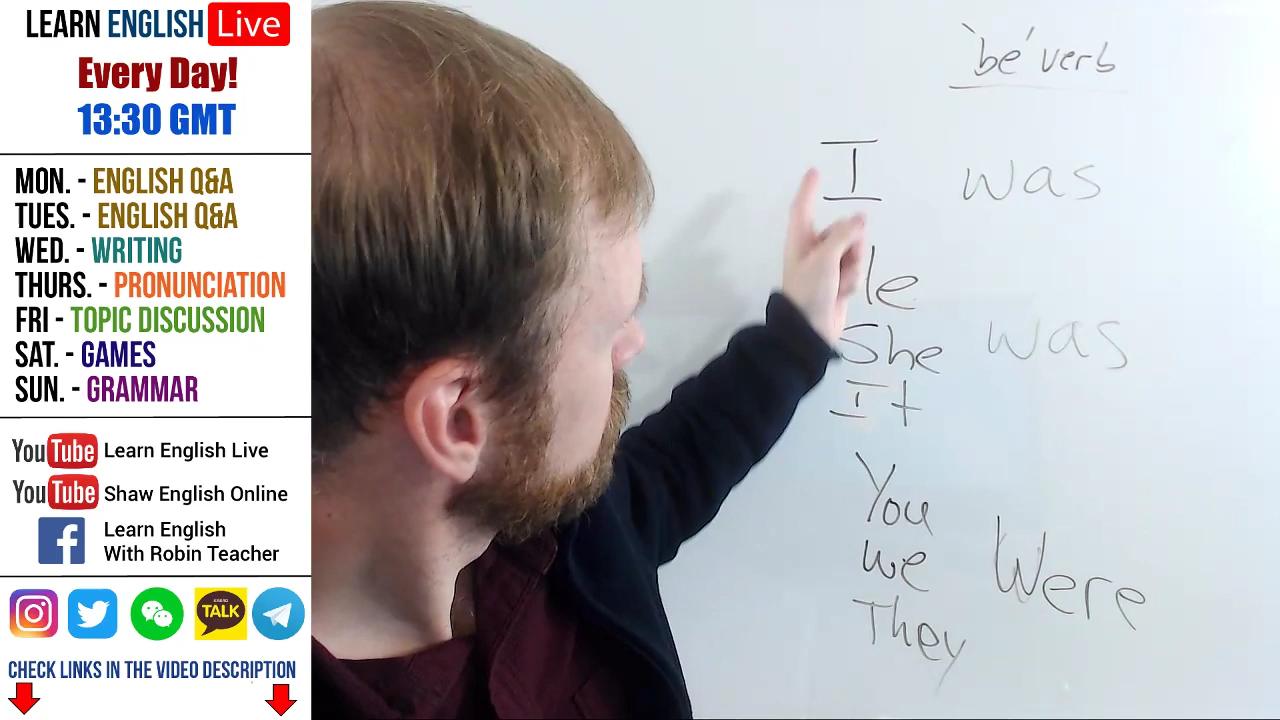 LEARN ENGLISH Live
Every Day!
13:30 GMT
MON. - ENGLISH Q&A
TUES. - ENGLISH Q&A
WED. - WRITING
THURS. - PRONUNCIATION
FRI - TOPIC DISCUSSION
SAT. - GAMES
SUN. - GRAMMAR
YouTube Learn English Live
YouTube Shaw English Online
f Learn English
With Robin Teacher
TALK
CHECK LINKS IN THE VIDEO DESCRIPTION
'be' verb
I was
She was
It
You
we Were
They